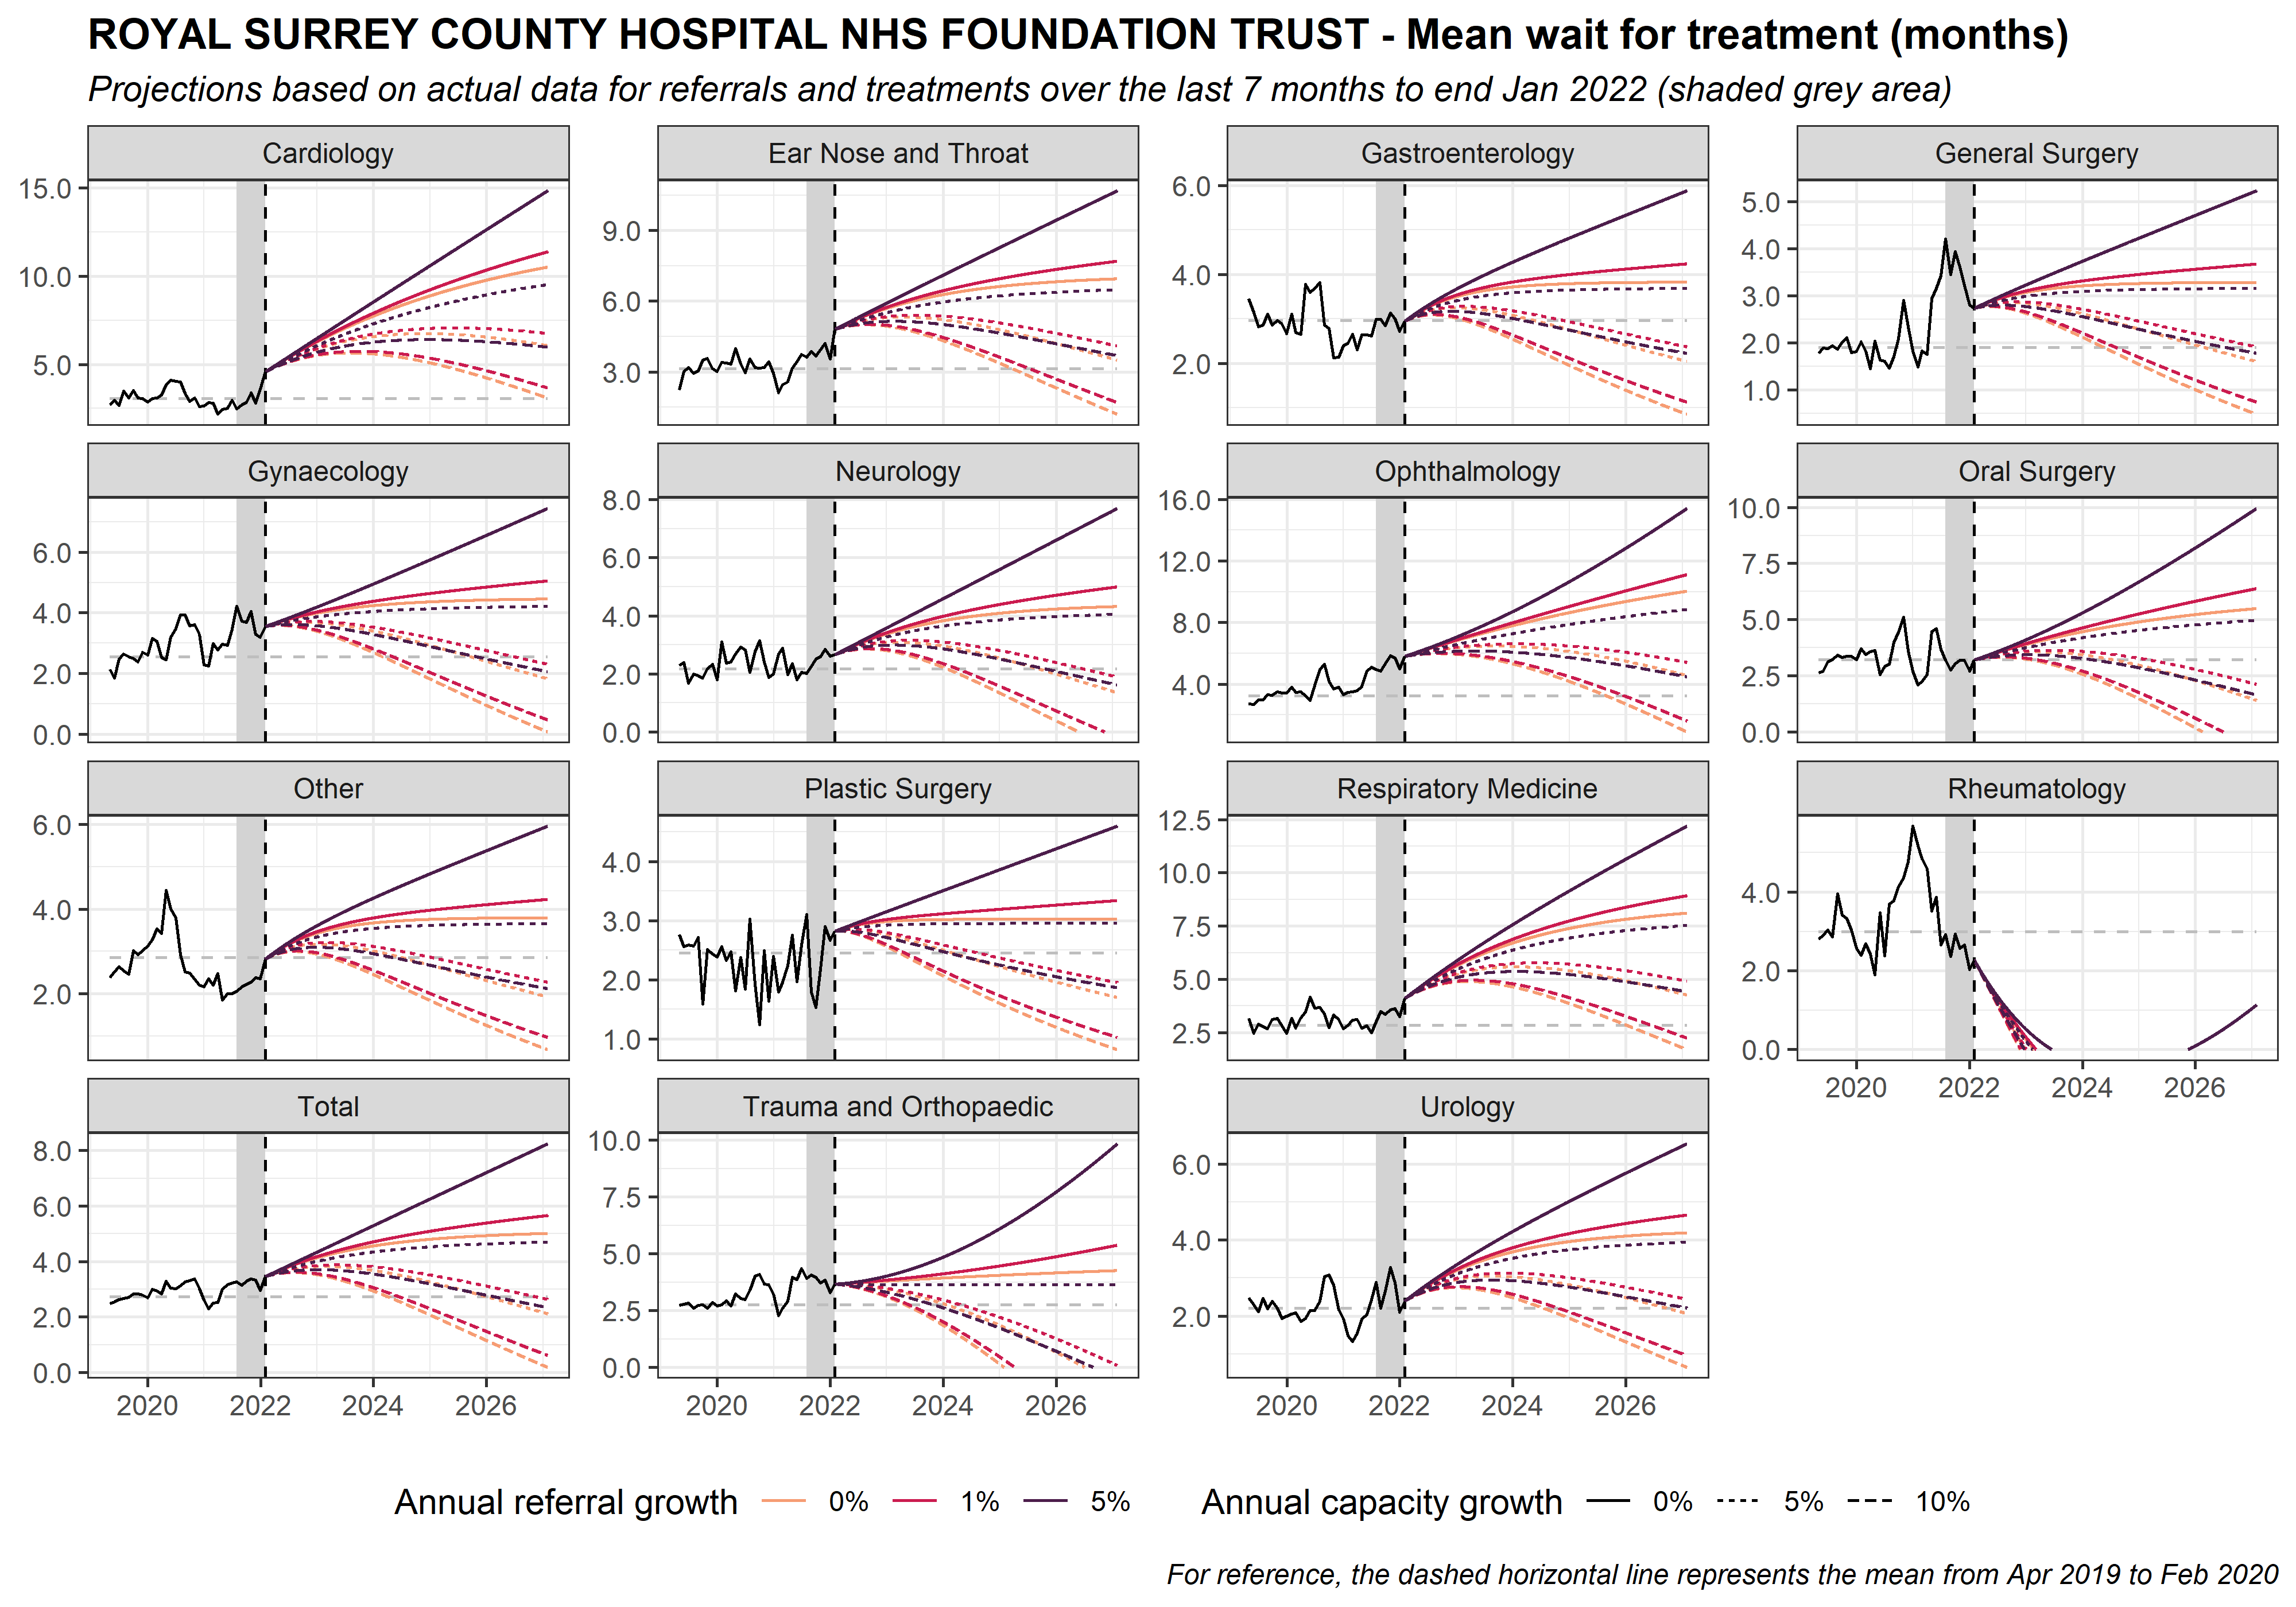 ROYAL SURREY COUNTY HOSPITAL NHS FOUNDATION TRUST - Mean wait for treatment (months)
Projections based on actual data for referrals and treatments over the last 7 months to end Jan 2022 (shaded grey area)
Cardiology
15.0
10.0
5.0
Ear Nose and Throat
9.0
6.0
3.0
Gastroenterology
6.0
4.0
2.0
General Surgery
5.0
4.0
3.0
2.0
1.0
Gynaecology
6.0
4.0
2.0
0.0
Neurology
8.0
6.0
4.0
2.0
0.0
Ophthalmology
16.0
12.0
8.0
4.0
Oral Surgery
10.0
7.5
5.0
2.5
0.0
Other
6.0
4.0
2.0
Plastic Surgery
4.0
3.0
2.0
1.0
Respiratory Medicine
12.5
10.0
7.5
5.0
2.5
Rheumatology
4.0
2.0
0.0
2020 2022 2024 2026
Total
8.0
6.0
4.0
2.0
0.0
2020 2022 2024 2026
Trauma and Orthopaedic
10.0
7.5
5.0
2.5
0.0
2020 2022 2024 2026
Urology
6.0
4.0
2.0
2020 2022 2024 2026
Annual referral growth 0% 1% 5%
Annual capacity growth 0% 5% 10%
For reference, the dashed horizontal line represents the mean from Apr 2019 to Feb 2020